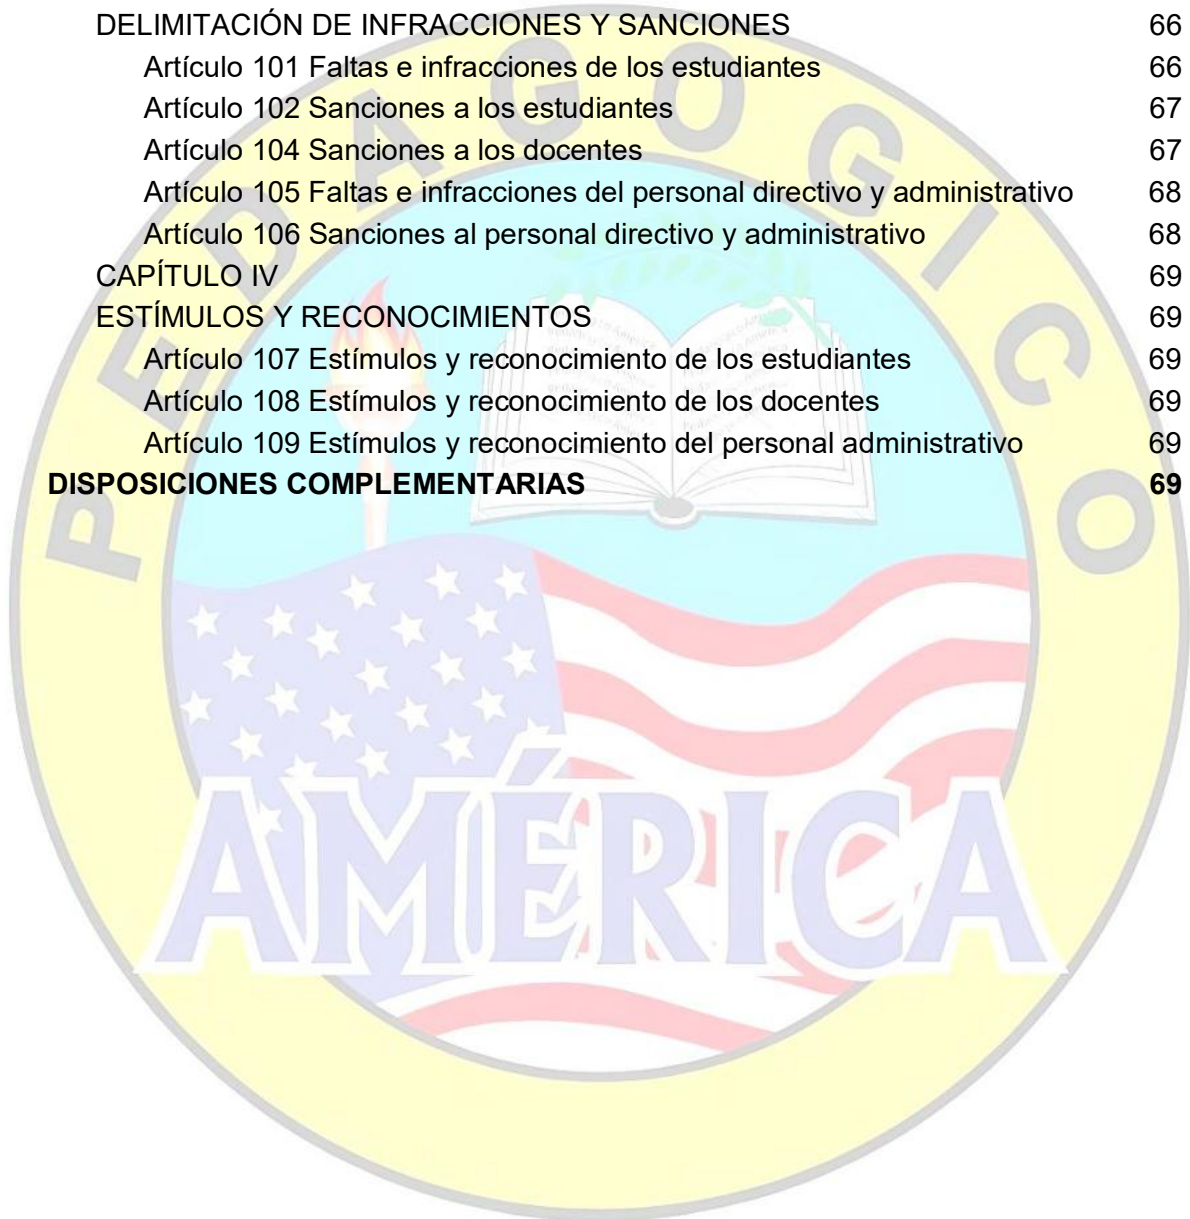 DELIMITACIÓN DE INFRACCIONES Y SANCIONES 66
Artículo 101 Faltas e infracciones de los estudiantes 66
Artículo 102 Sanciones a los estudiantes 67
Artículo 104 Sanciones a los docentes 67
Artículo 105 Faltas e infracciones del personal directivo y administrativo 68
Artículo 106 Sanciones al personal directivo y administrativo 68
CAPÍTULO IV 69
ESTÍMULOS Y RECONOCIMIENTOS 69
Artículo 107 Estímulos y reconocimiento de los estudiantes 69
Artículo 108 Estímulos y reconocimiento de los docentes 69
Artículo 109 Estímulos y reconocimiento del personal administrativo 69
DISPOSICIONES COMPLEMENTARIAS 69
PEDAGOGICO
AMÉRICA